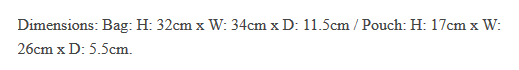 Dimensions: Bag: H: 32cm x W: 34cm x D: 11.5cm / Pouch: H: 17cm x W:
26cm x D: 5.5cm.